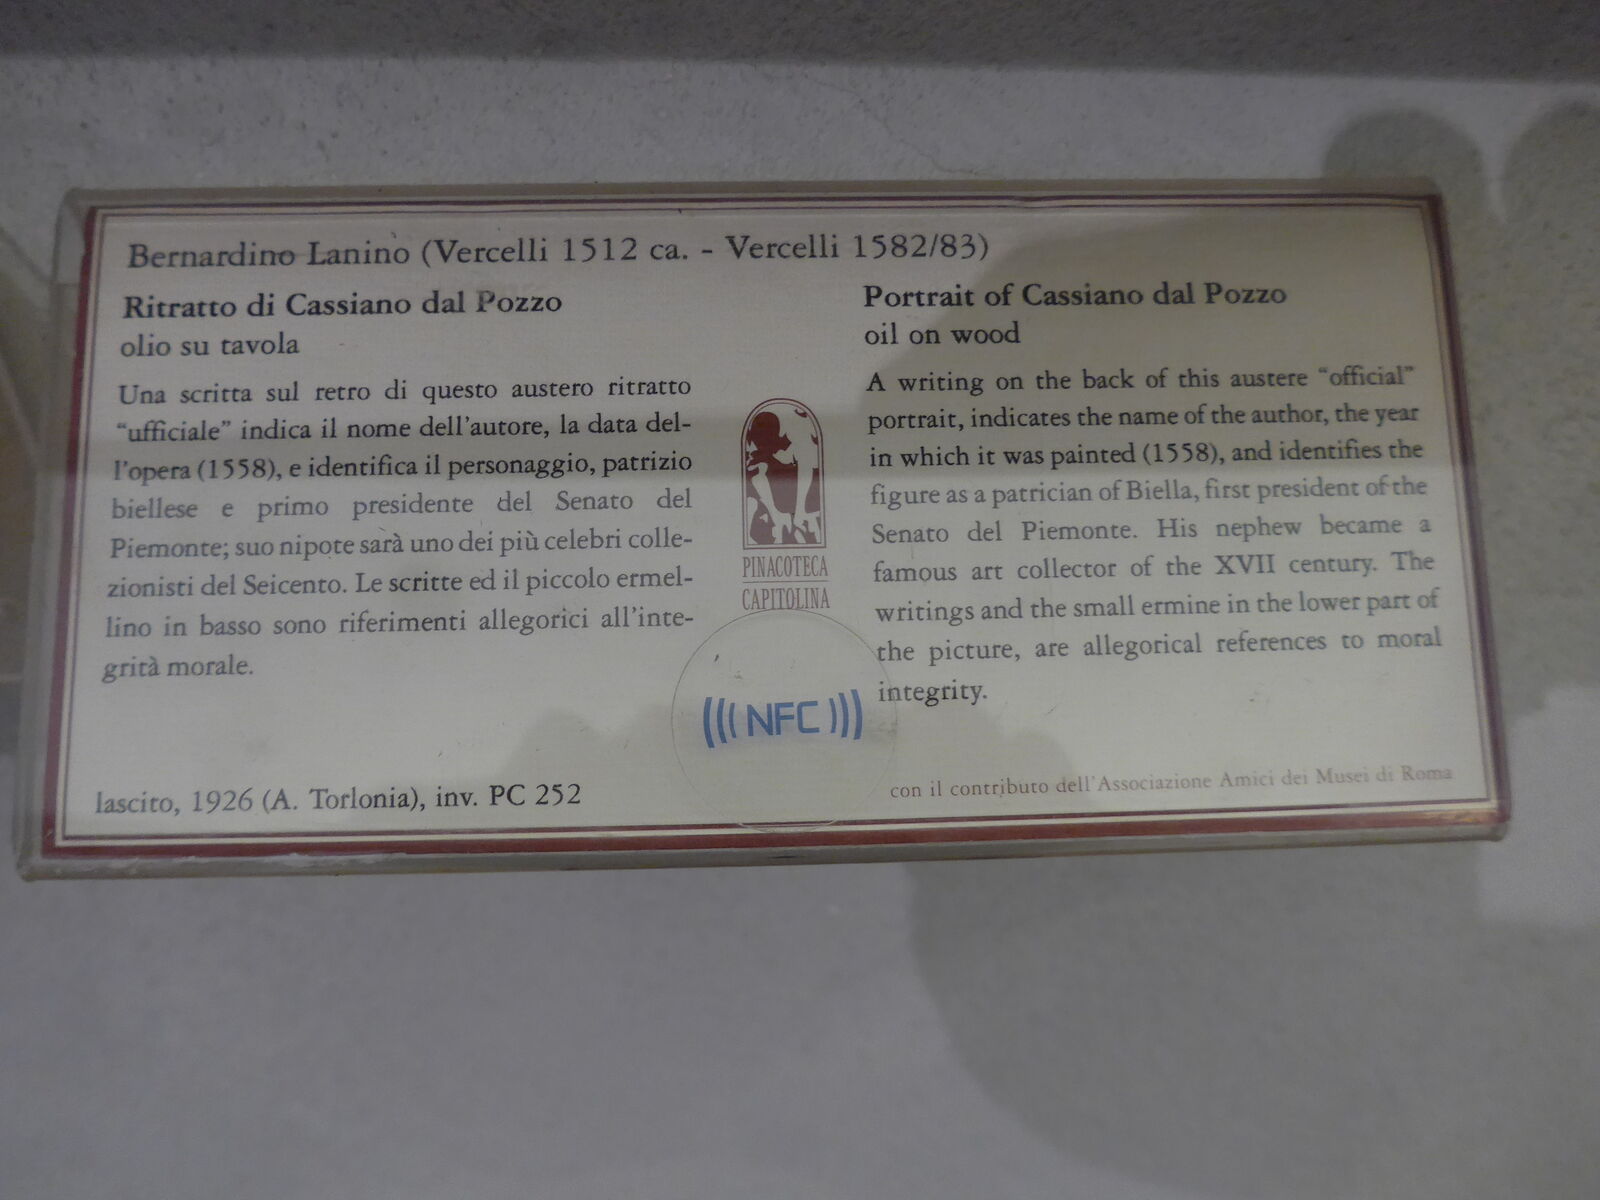 Bernardino Lanino (Vercelli 1512 ca. - Vercelli 1582/83)
Ritratto di Cassiano dal Pozzo
olio su tavola
Una scritta sul retro di questo austero ritratto
“ufficiale” indica il nome dell'autore, la data del-
l'opera (1558), e identifica il personaggio, patrizio
biellese e primo presidente del Senato del
Piemonte; suo nipote sarà uno dei più celebri colle-
zionisti del Seicento. Le scritte ed il piccolo ermel-
lino in basso sono riferimenti allegorici all'inte-
grità morale.
lascito, 1926 (A. Torlonia), inv. PC 252
PINACOTECA
CAPITOLINA
NFC
Portrait of Cassiano dal Pozzo
oil on wood
A writing on the back of this austere “official”
portrait, indicates the name of the author, the year
in which it was painted (1558), and identifies the
figure as a patrician of Biella, first president of the
Senato del Piemonte. His nephew became a
famous art collector of the XVII century. The
writings and the small ermine in the lower part of
the picture, are allegorical references to moral
integrity.
con il contributo dell'Associazione Amici dei Musei di Roma